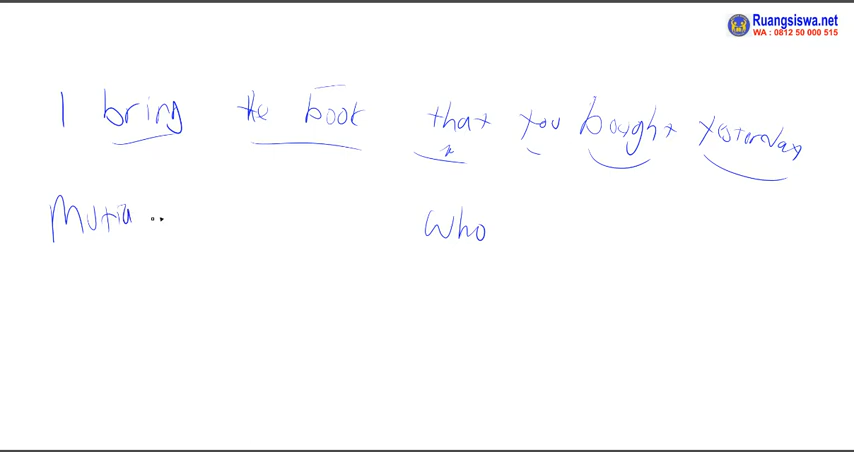 Ruangsiswa.net
WA : 0812 50 000 515
I bring the book that you bought yesterday
Mutia .. who